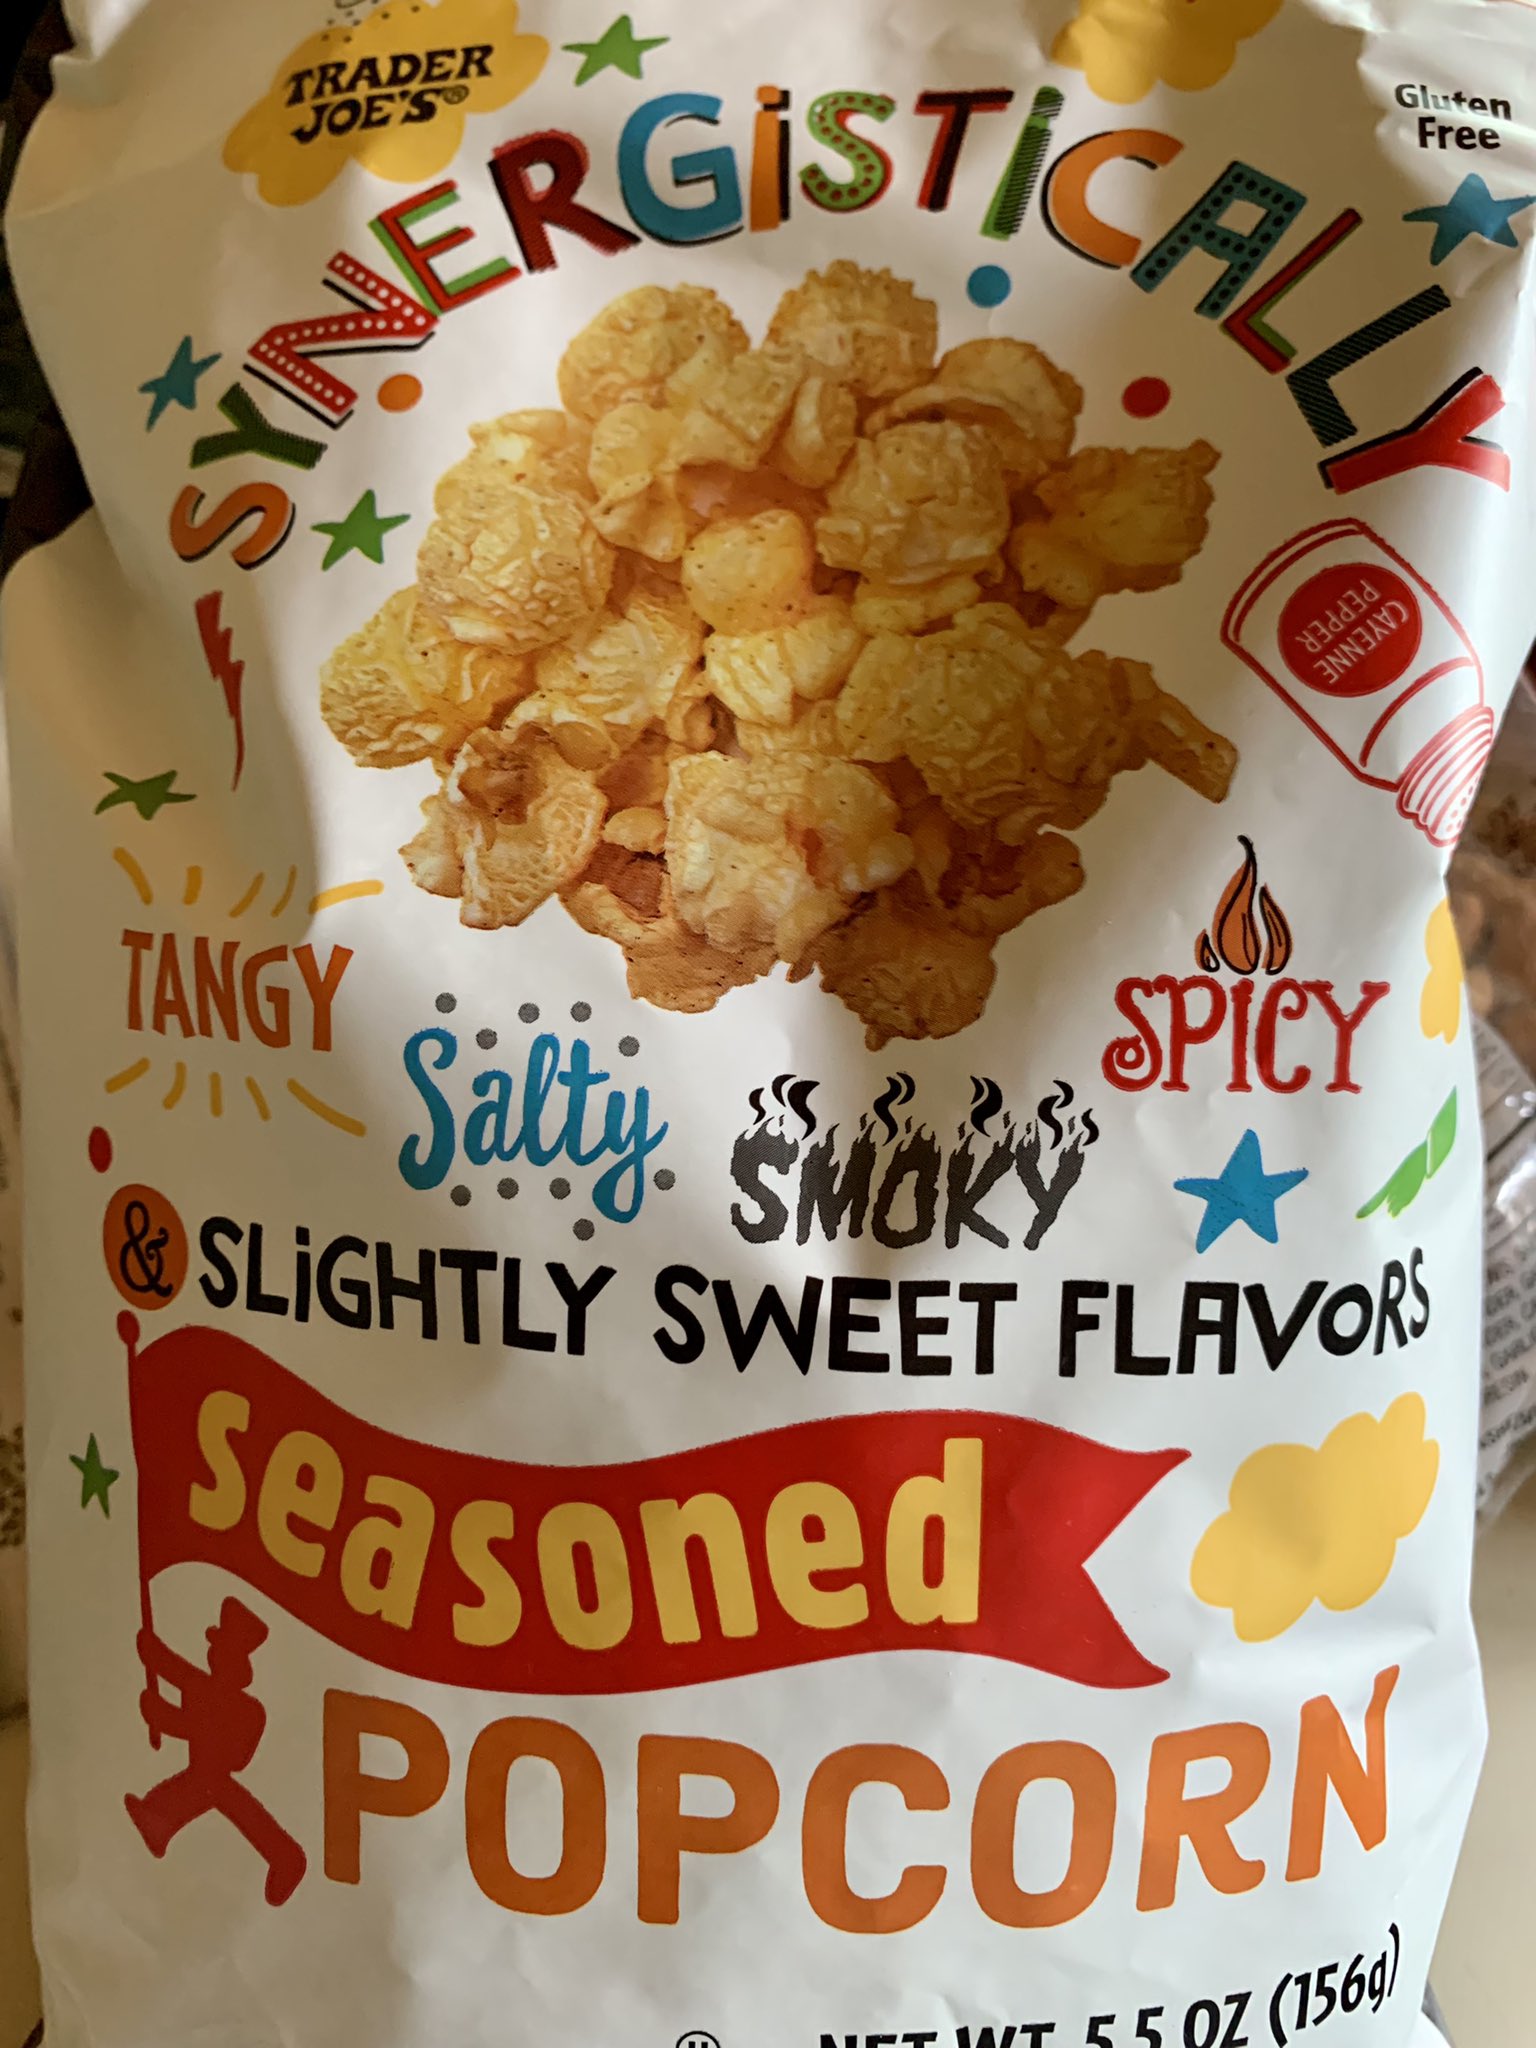 TRADER
JOE'S®
Gluten
Free
SYNERGiSTiCALLY
CAYENNE
PEPPER
TANGY
Salty
SMOKY
SPICY
& SLiGHTLY SWEET FLAVORS
seasoned
POPCORN
NET WT. 5.5 OZ (156g)